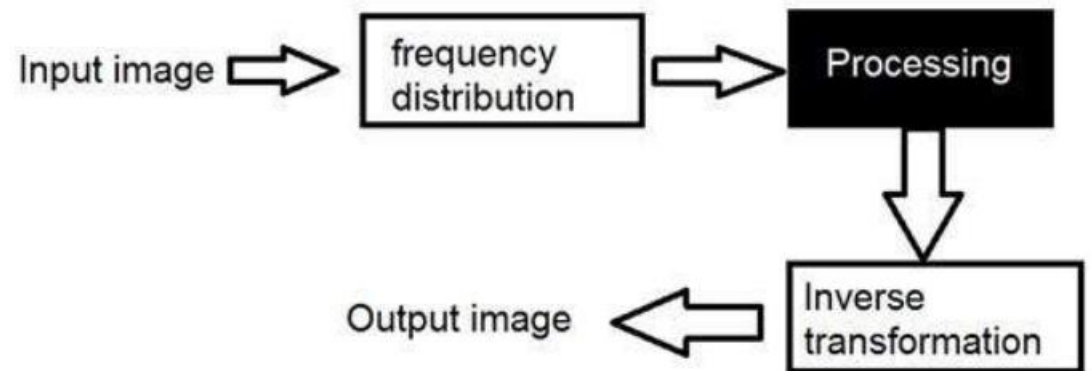 Input image
frequency
distribution
Processing
Inverse
transformation
Output image